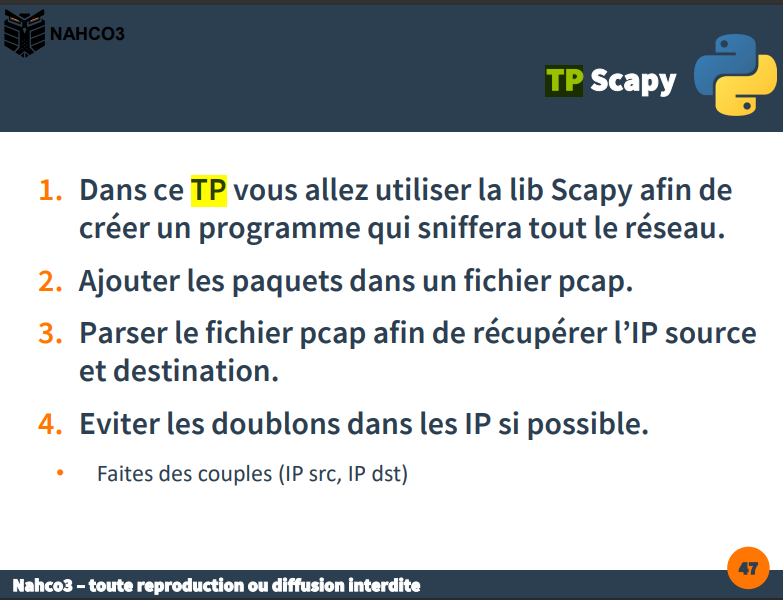 NAHCO3
TP Scapy
1. Dans ce TP vous allez utiliser la lib Scapy afin de
créer un programme qui sniffera tout le réseau.
2. Ajouter les paquets dans un fichier pcap.
3. Parser le fichier pcap afin de récupérer l’IP source
et destination.
4. Eviter les doublons dans les IP si possible.
• Faites des couples (IP src, IP dst)
47
Nahco3 – toute reproduction ou diffusion interdite